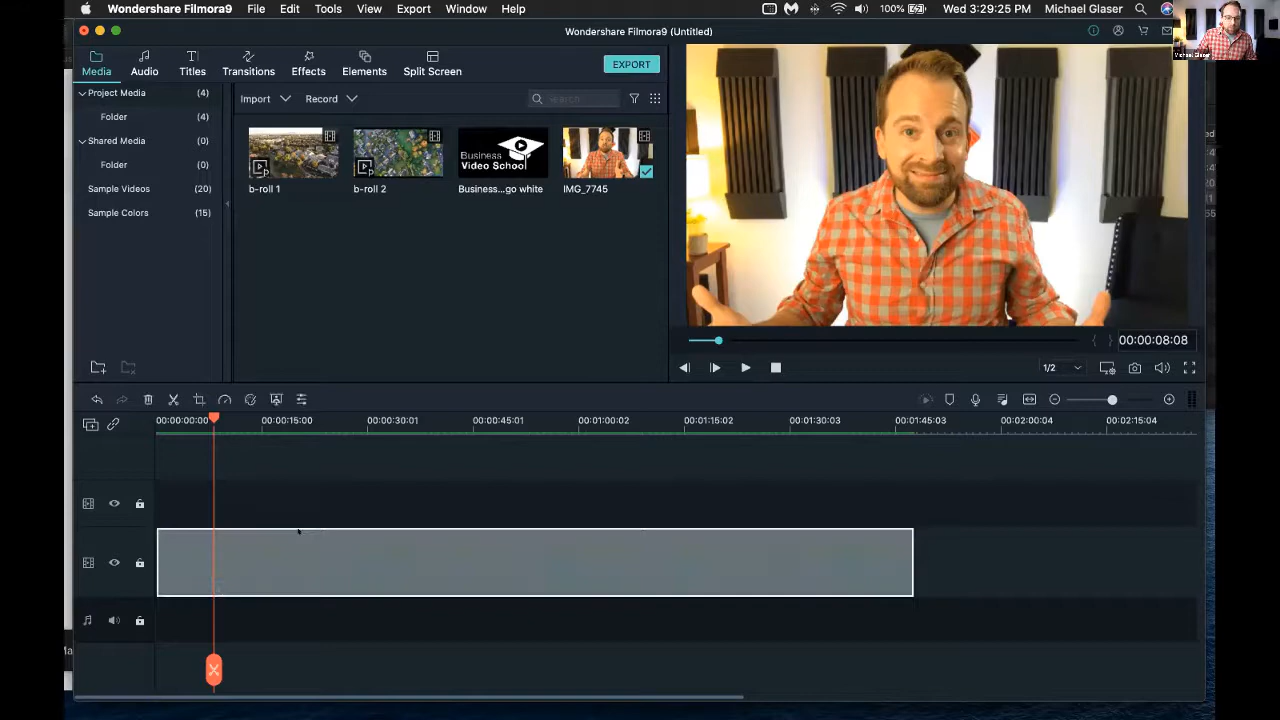 Wondershare Filmora9 File Edit Tools View Export Window Help 100% Wed 3:29:25 PM Michael Glaser
Wondershare Filmora9 (Untitled)
Michael Glaser
Media Audio Titles Transitions Effects Elements Split Screen EXPORT
Project Media (4)
Folder (4)
Shared Media (0)
Folder (0)
Sample Videos (20)
Sample Colors (15)
Import Record Search
Business Video School
b-roll 1 b-roll 2 Business...go white IMG_7745
1/2 00:00:08:08
00:00:00:00 00:00:15:00 00:00:30:01 00:00:45:01 00:01:00:02 00:01:15:02 00:01:30:03 00:01:45:03 00:02:00:04 00:02:15:04